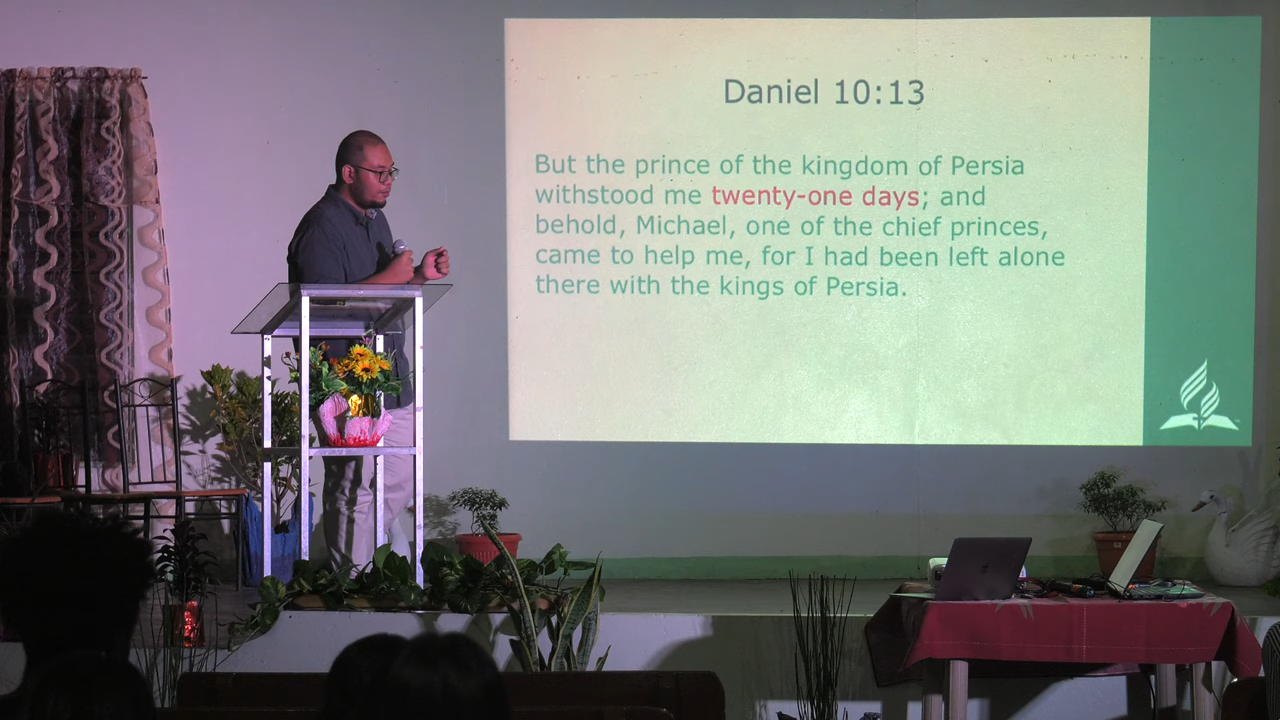 Daniel 10:13
But the prince of the kingdom of Persia
withstood me twenty-one days; and
behold, Michael, one of the chief princes,
came to help me, for I had been left alone
there with the kings of Persia.